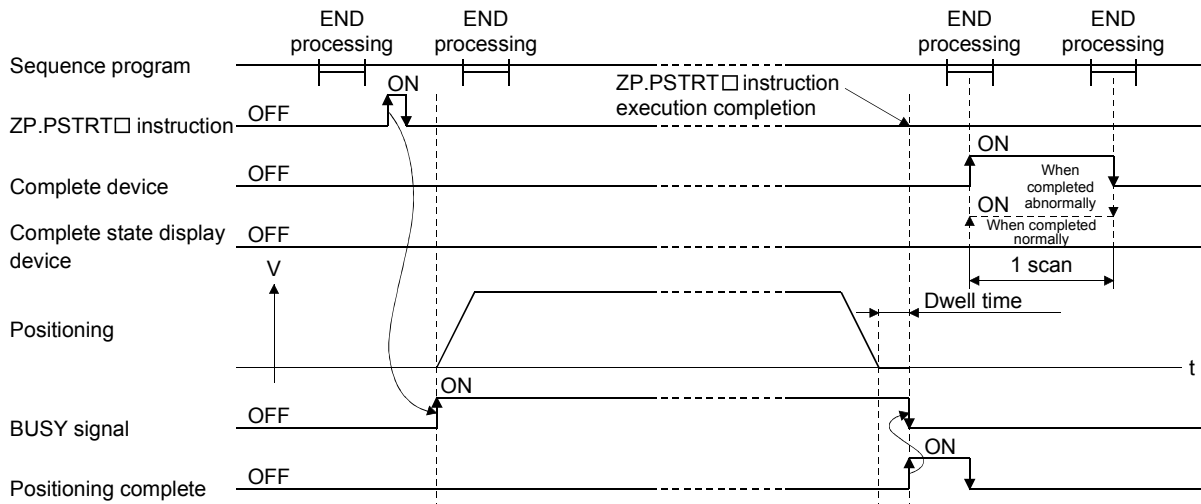 END
processing
END
processing
END
processing
END
processing
Sequence program
ZP.PSTRT□ instruction
execution completion
ON
OFF
ZP.PSTRT□ instruction
ON
OFF
Complete device
When
completed
abnormally
ON
When completed
normally
OFF
Complete state display
device
1 scan
V
Dwell time
Positioning
t
ON
OFF
BUSY signal
ON
OFF
Positioning complete